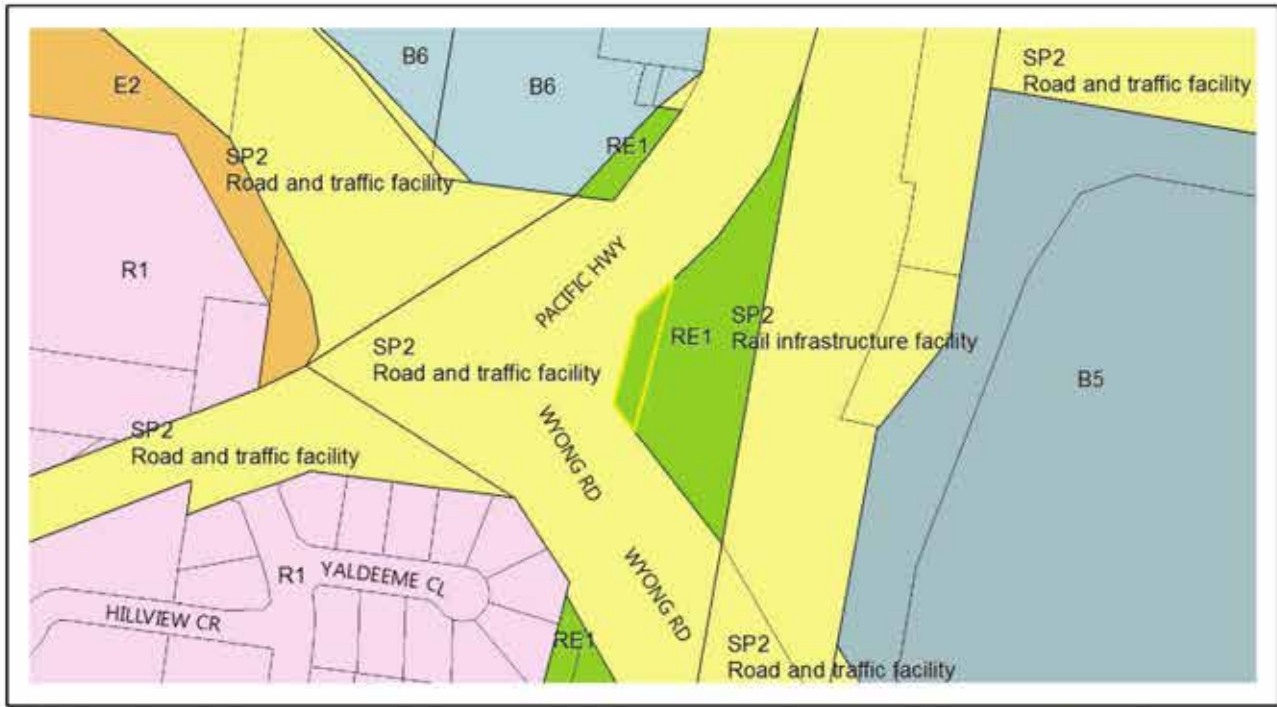 B6
B6
SP2
Road and traffic facility
E2
RE1
SP2
Road and traffic facility
R1
PACIFIC HWY
RE1
SP2
Rail infrastructure facility
SP2
Road and traffic facility
B5
SP2
Road and traffic facility
WYONG RD
R1
YALDEEME CL
HILLVIEW CR
WYONG RD
RE1
SP2
Road and traffic facility